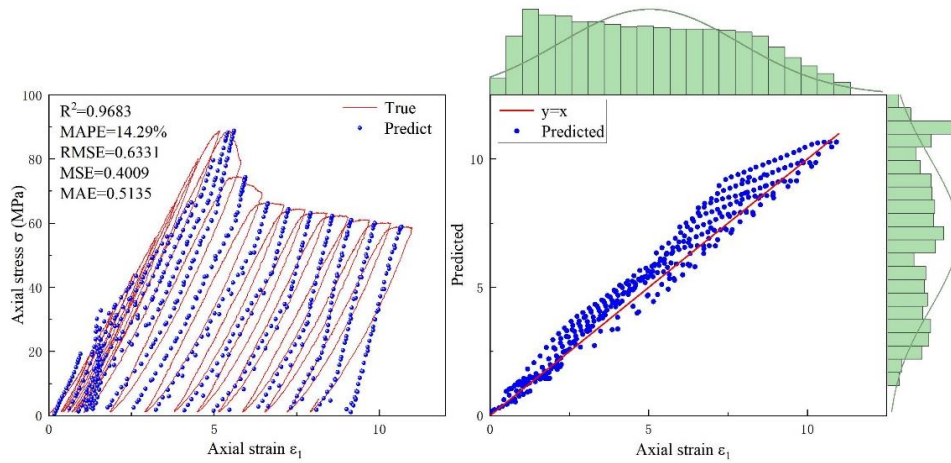 100
80
60
40
20
0
Axial stress σ (MPa)
R²=0.9683
MAPE=14.29%
RMSE=0.6331
MSE=0.4009
MAE=0.5135
True
Predict
0
5
10
Axial strain ε₁
10
5
0
Predicted
y=x
Predicted
0
5
10
Axial strain ε₁